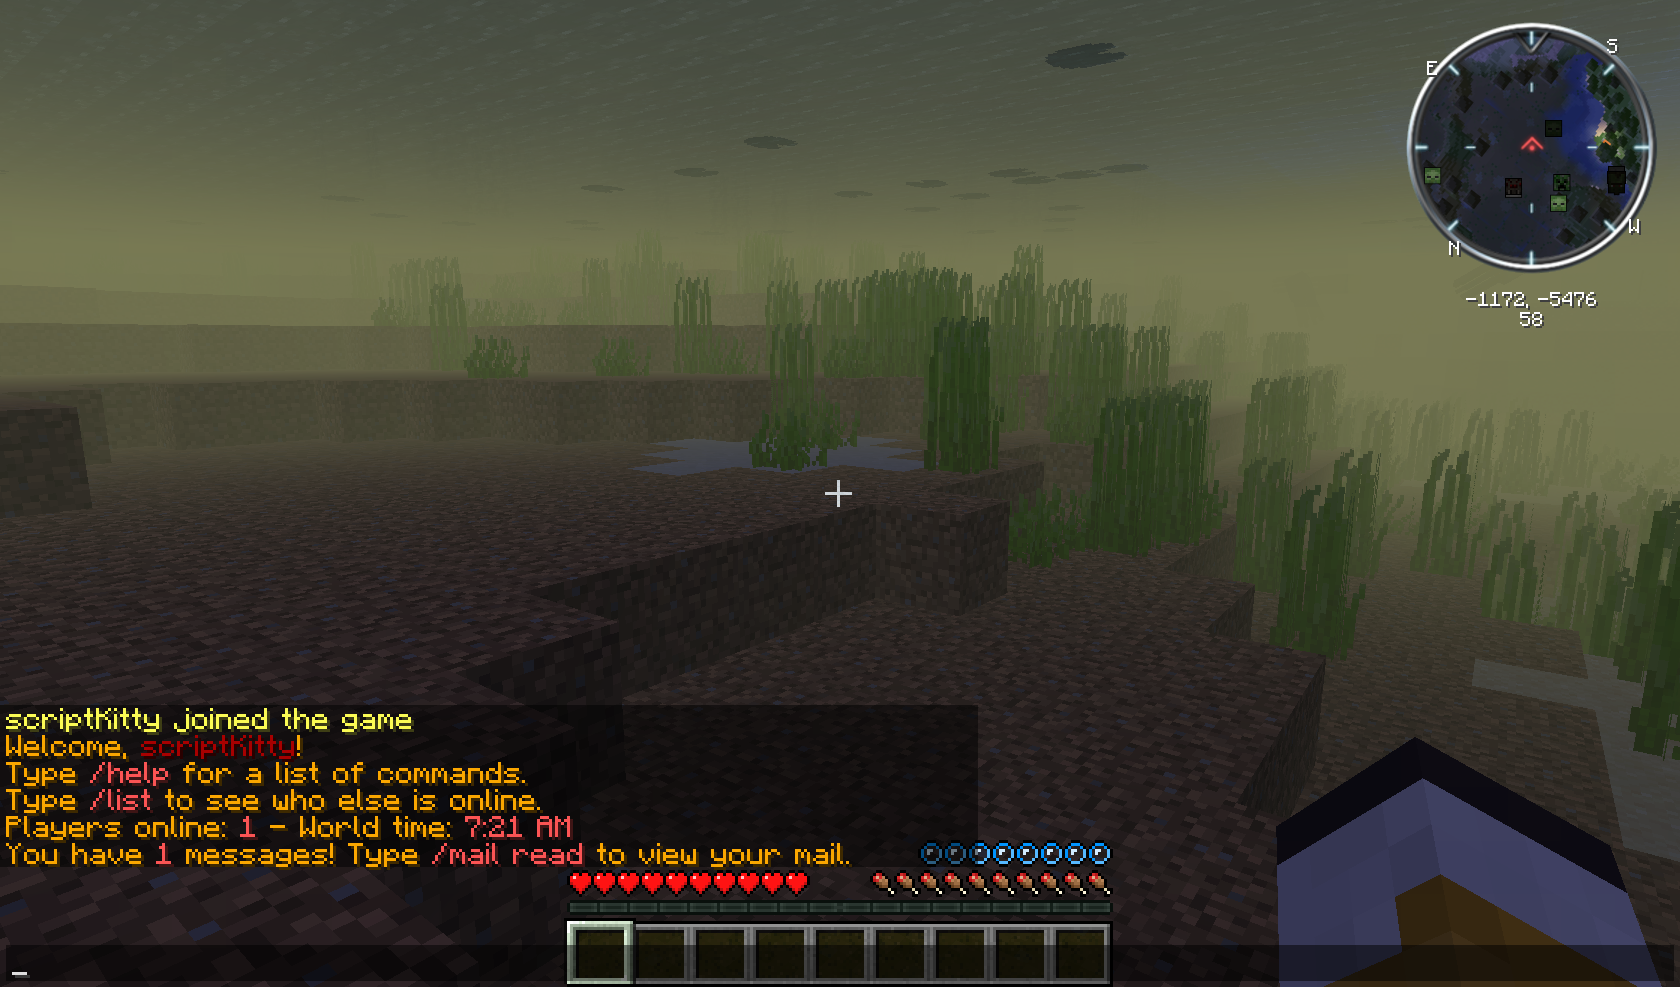 S
E
W
N
-1172, -5476
58
scriptKitty joined the game
Welcome, scriptKitty!
Type /help for a list of commands.
Type /list to see who else is online.
Players online: 1 - World time: 7:21 AM
You have 1 messages! Type /mail read to view your mail.
_